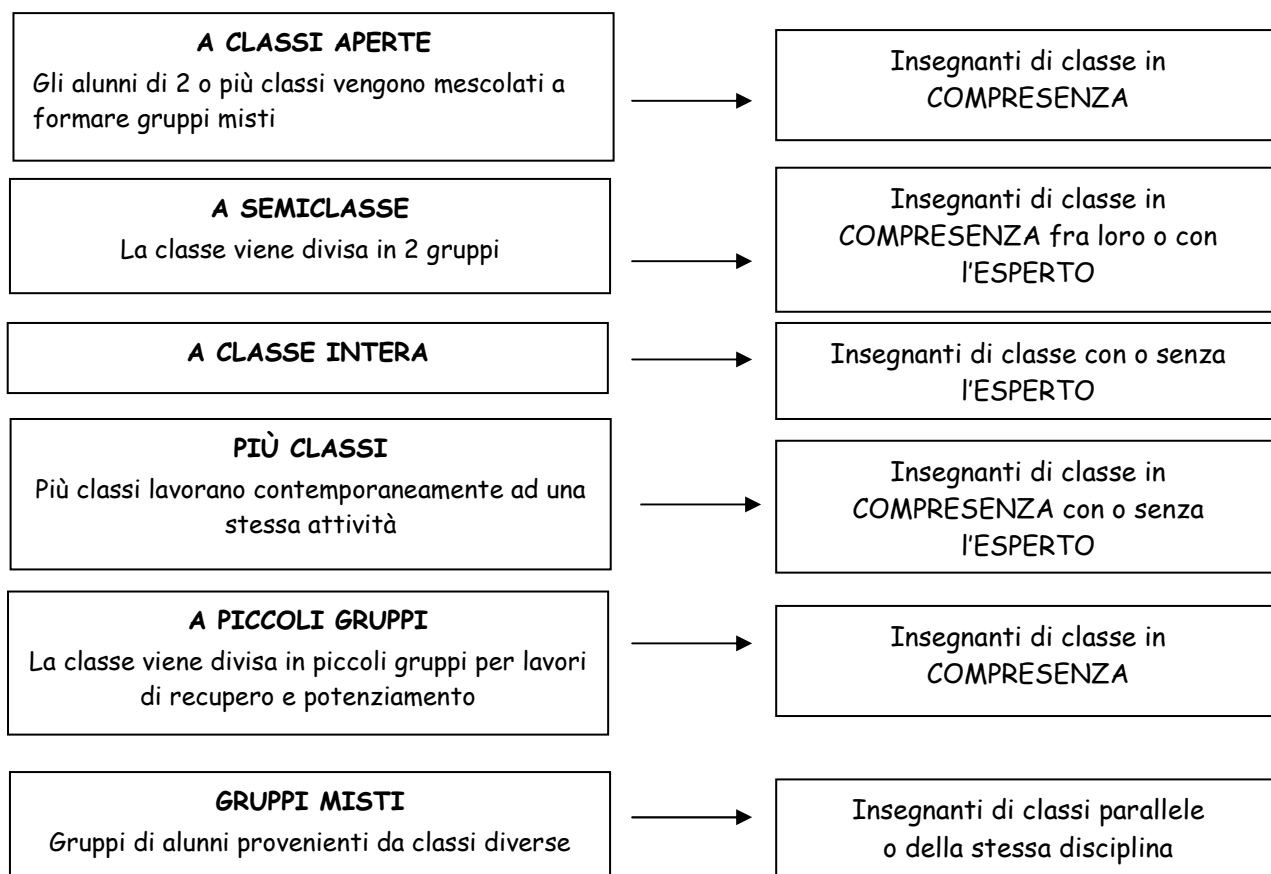 A CLASSI APERTE
Gli alunni di 2 o più classi vengono mescolati a
formare gruppi misti
Insegnanti di classe in
COMPRESENZA
A SEMICLASSE
La classe viene divisa in 2 gruppi
Insegnanti di classe in
COMPRESENZA fra loro o con
l'ESPERTO
A CLASSE INTERA
Insegnanti di classe con o senza
l'ESPERTO
PIÙ CLASSI
Più classi lavorano contemporaneamente ad una
stessa attività
Insegnanti di classe in
COMPRESENZA con o senza
l'ESPERTO
A PICCOLI GRUPPI
La classe viene divisa in piccoli gruppi per lavori
di recupero e potenziamento
Insegnanti di classe in
COMPRESENZA
GRUPPI MISTI
Gruppi di alunni provenienti da classi diverse
Insegnanti di classi parallele
o della stessa disciplina